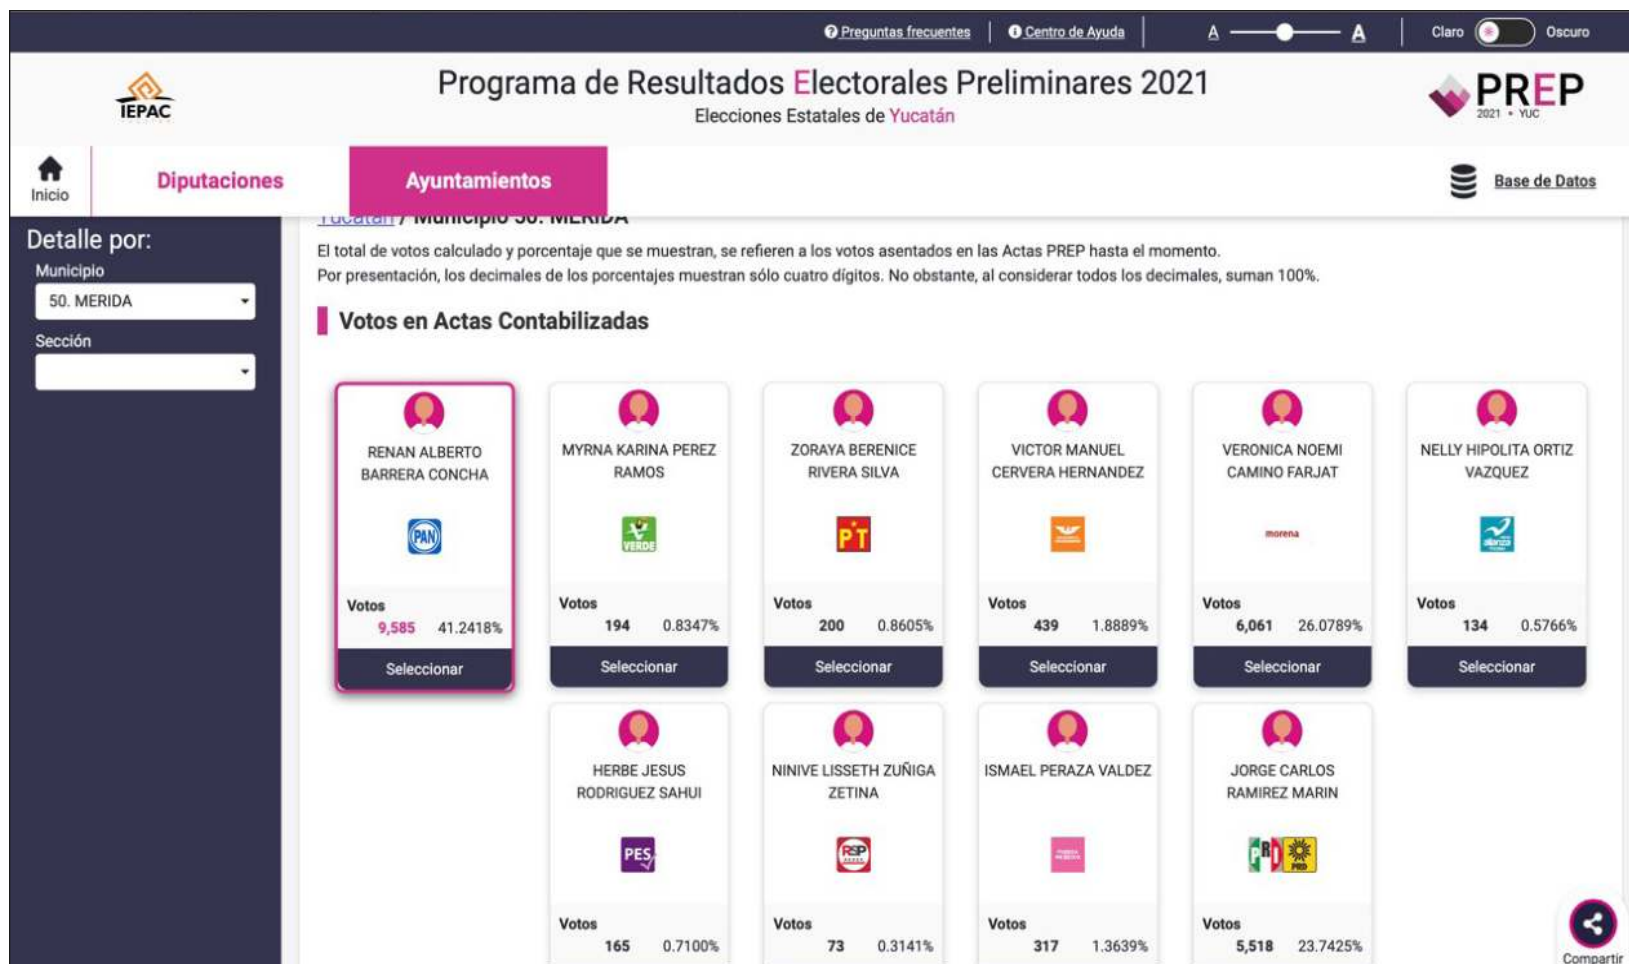 Preguntas frecuentes
Centro de Ayuda
A A
Claro Oscuro
IEPAC
Programa de Resultados Electorales Preliminares 2021
Elecciones Estatales de Yucatán
PREP
2021 • YUC
Inicio
Diputaciones
Ayuntamientos
Base de Datos
Detalle por:
Municipio
50. MERIDA
Sección
Yucatán / Municipio 50. MERIDA
El total de votos calculado y porcentaje que se muestran, se refieren a los votos asentados en las Actas PREP hasta el momento.
Por presentación, los decimales de los porcentajes muestran sólo cuatro dígitos. No obstante, al considerar todos los decimales, suman 100%.
Votos en Actas Contabilizadas
RENAN ALBERTO
BARRERA CONCHA
PAN
Votos
9,585 41.2418%
Seleccionar
MYRNA KARINA PEREZ
RAMOS
VERDE
Votos
194 0.8347%
Seleccionar
ZORAYA BERENICE
RIVERA SILVA
PT
Votos
200 0.8605%
Seleccionar
VICTOR MANUEL
CERVERA HERNANDEZ
Votos
439 1.8889%
Seleccionar
VERONICA NOEMI
CAMINO FARJAT
morena
Votos
6,061 26.0789%
Seleccionar
NELLY HIPOLITA ORTIZ
VAZQUEZ
alianza
Votos
134 0.5766%
Seleccionar
HERBE JESUS
RODRIGUEZ SAHUI
PES
Votos
165 0.7100%
NINIVE LISSETH ZUÑIGA
ZETINA
RSP
Votos
73 0.3141%
ISMAEL PERAZA VALDEZ
Votos
317 1.3639%
JORGE CARLOS
RAMIREZ MARIN
PRI
PRD
Votos
5,518 23.7425%
Compartir